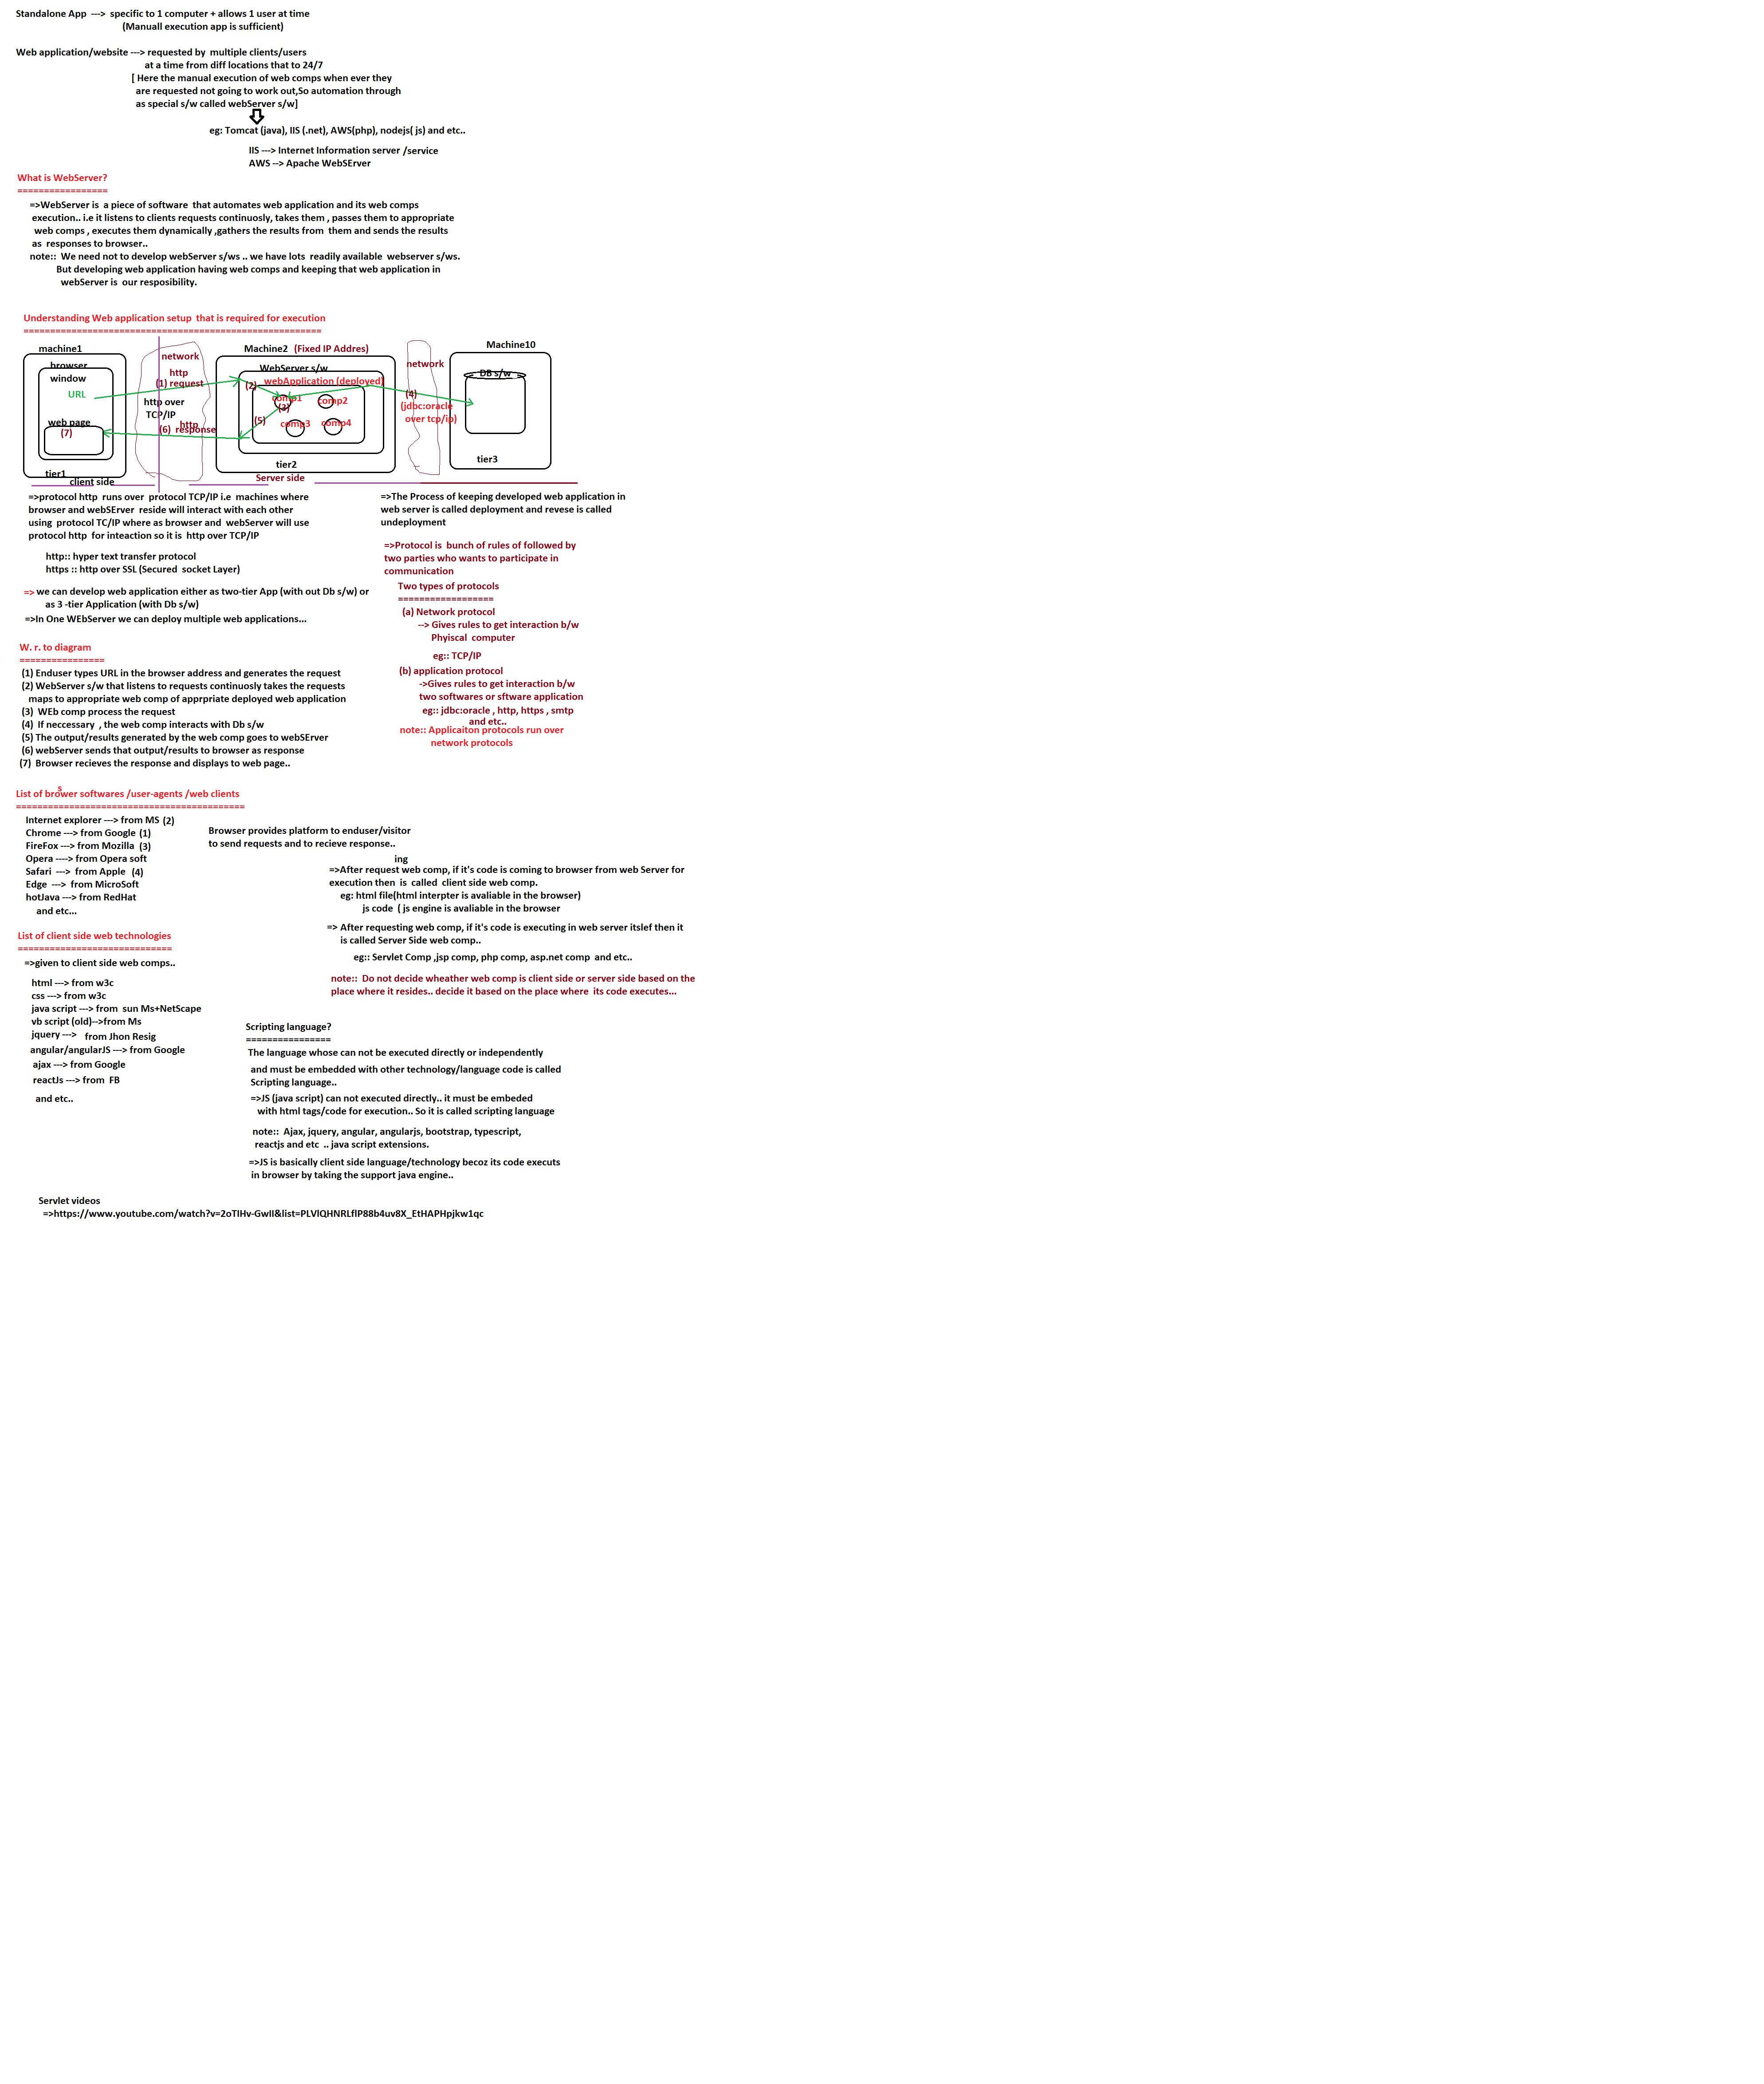 Standalone App ---> specific to 1 computer + allows 1 user at time
(Manuall execution app is sufficient)
Web application/website ---> requested by multiple clients/users
at a time from diff locations that to 24/7
[ Here the manual execution of web comps when ever they
are requested not going to work out,So automation through
as special s/w called webServer s/w]
eg: Tomcat (java), IIS (.net), AWS(php), nodejs( js) and etc..
IIS ---> Internet Information server /service
AWS --> Apache WebSErver
What is WebServer?
=================
=>WebServer is a piece of software that automates web application and its web comps
execution.. i.e it listens to clients requests continuosly, takes them , passes them to appropriate
web comps , executes them dynamically ,gathers the results from them and sends the results
as responses to browser..
note:: We need not to develop webServer s/ws .. we have lots readily available webserver s/ws.
But developing web application having web comps and keeping that web application in
webServer is our resposibility.
Understanding Web application setup that is required for execution
========================================================
machine1
browser
window
URL
web page
(7)
tier1
client side
network
http
(1) request
http over
TCP/IP
http
(6) response
Machine2 (Fixed IP Addres)
WebServer s/w
(2)
webApplication (deployed)
comp1
comp2
(3)
(5)
comp3
comp4
tier2
Server side
network
(4)
(jdbc:oracle
over tcp/ip)
Machine10
DB s/w
tier3
=>protocol http runs over protocol TCP/IP i.e machines where
browser and webSErver reside will interact with each other
using protocol TC/IP where as browser and webServer will use
protocol http for inteaction so it is http over TCP/IP
http:: hyper text transfer protocol
https :: http over SSL (Secured socket Layer)
=> we can develop web application either as two-tier App (with out Db s/w) or
as 3 -tier Application (with Db s/w)
=>In One WEbServer we can deploy multiple web applications...
=>The Process of keeping developed web application in
web server is called deployment and revese is called
undeployment
=>Protocol is bunch of rules of followed by
two parties who wants to participate in
communication
Two types of protocols
==================
(a) Network protocol
--> Gives rules to get interaction b/w
Phyiscal computer
eg:: TCP/IP
(b) application protocol
->Gives rules to get interaction b/w
two softwares or sftware application
eg:: jdbc:oracle , http, https , smtp
and etc..
note:: Applicaiton protocols run over
network protocols
W. r. to diagram
================
(1) Enduser types URL in the browser address and generates the request
(2) WebServer s/w that listens to requests continuosly takes the requests
maps to appropriate web comp of apprpriate deployed web application
(3) WEb comp process the request
(4) If neccessary , the web comp interacts with Db s/w
(5) The output/results generated by the web comp goes to webSErver
(6) webServer sends that output/results to browser as response
(7) Browser recieves the response and displays to web page..
s
List of brower softwares /user-agents /web clients
===========================================
Internet explorer ---> from MS (2)
Chrome ---> from Google (1)
FireFox ---> from Mozilla (3)
Opera ----> from Opera soft
Safari ---> from Apple (4)
Edge ---> from MicroSoft
hotJava ---> from RedHat
and etc...
Browser provides platform to enduser/visitor
to send requests and to recieve response..
ing
=>After request web comp, if it's code is coming to browser from web Server for
execution then is called client side web comp.
eg: html file(html interpter is avaliable in the browser)
js code ( js engine is avaliable in the browser
=> After requesting web comp, if it's code is executing in web server itslef then it
is called Server Side web comp..
eg:: Servlet Comp ,jsp comp, php comp, asp.net comp and etc..
note:: Do not decide wheather web comp is client side or server side based on the
place where it resides.. decide it based on the place where its code executes...
List of client side web technologies
=============================
=>given to client side web comps..
html ---> from w3c
css ---> from w3c
java script ---> from sun Ms+NetScape
vb script (old)-->from Ms
jquery ---> from Jhon Resig
angular/angularJS ---> from Google
ajax ---> from Google
reactJs ---> from FB
and etc..
Scripting language?
================
The language whose can not be executed directly or independently
and must be embedded with other technology/language code is called
Scripting language..
=>JS (java script) can not executed directly.. it must be embeded
with html tags/code for execution.. So it is called scripting language
note:: Ajax, jquery, angular, angularjs, bootstrap, typescript,
reactjs and etc .. java script extensions.
=>JS is basically client side language/technology becoz its code executs
in browser by taking the support java engine..
Servlet videos
=>https://www.youtube.com/watch?v=2oTIHv-GwII&list=PLVlQHNRLflP88b4uv8X_EtHAPHpjkw1qc